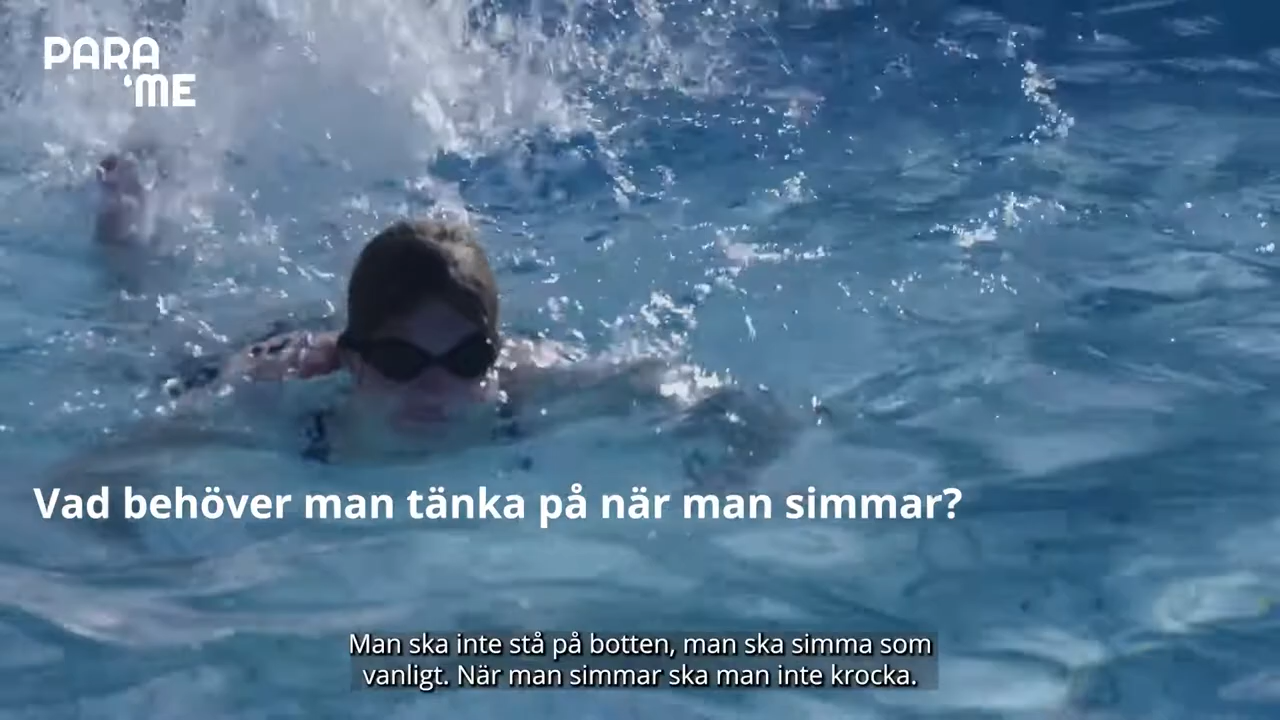 PARA
'ME
Vad behöver man tänka på när man simmar?
Man ska inte stå på botten, man ska simma som
vanligt. När man simmar ska man inte krocka.